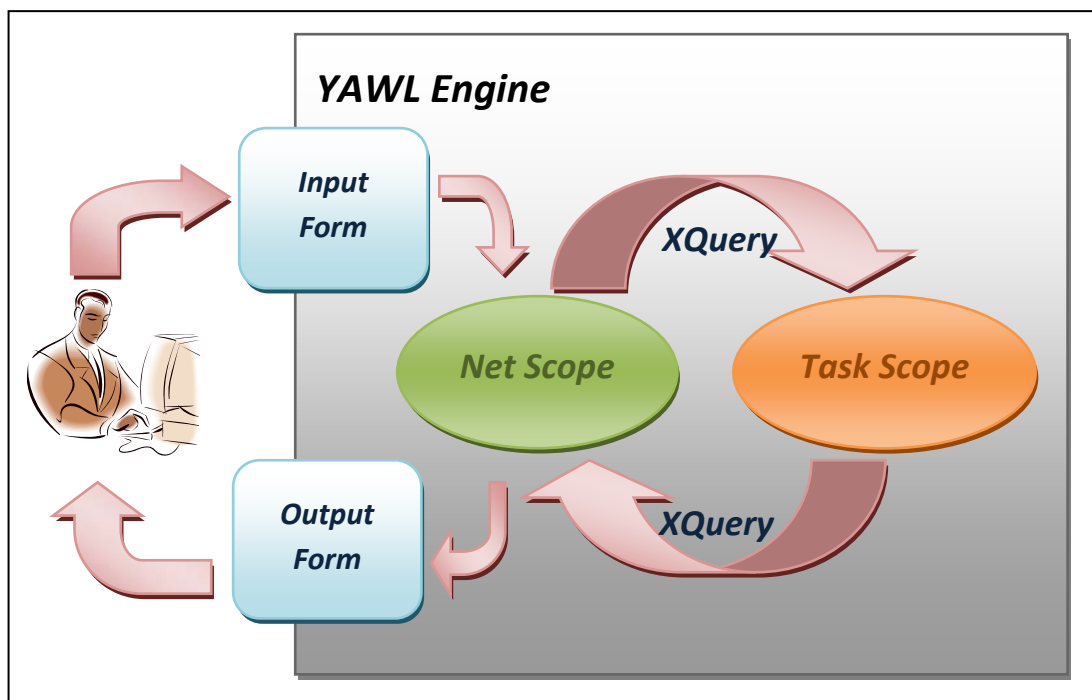 YAWL Engine
Input
Form
XQuery
Net Scope
Task Scope
Output
Form
XQuery